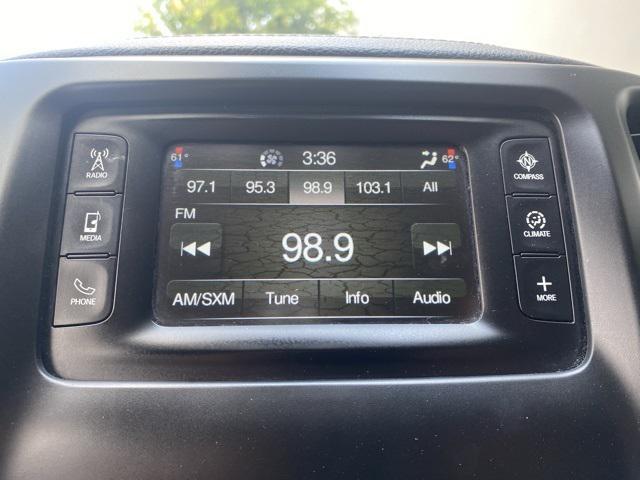 61° 3:36 62°
97.1 95.3 98.9 103.1 All
FM
98.9
AM/SXM Tune Info Audio
RADIO
MEDIA
PHONE
N
COMPASS
CLIMATE
+
MORE